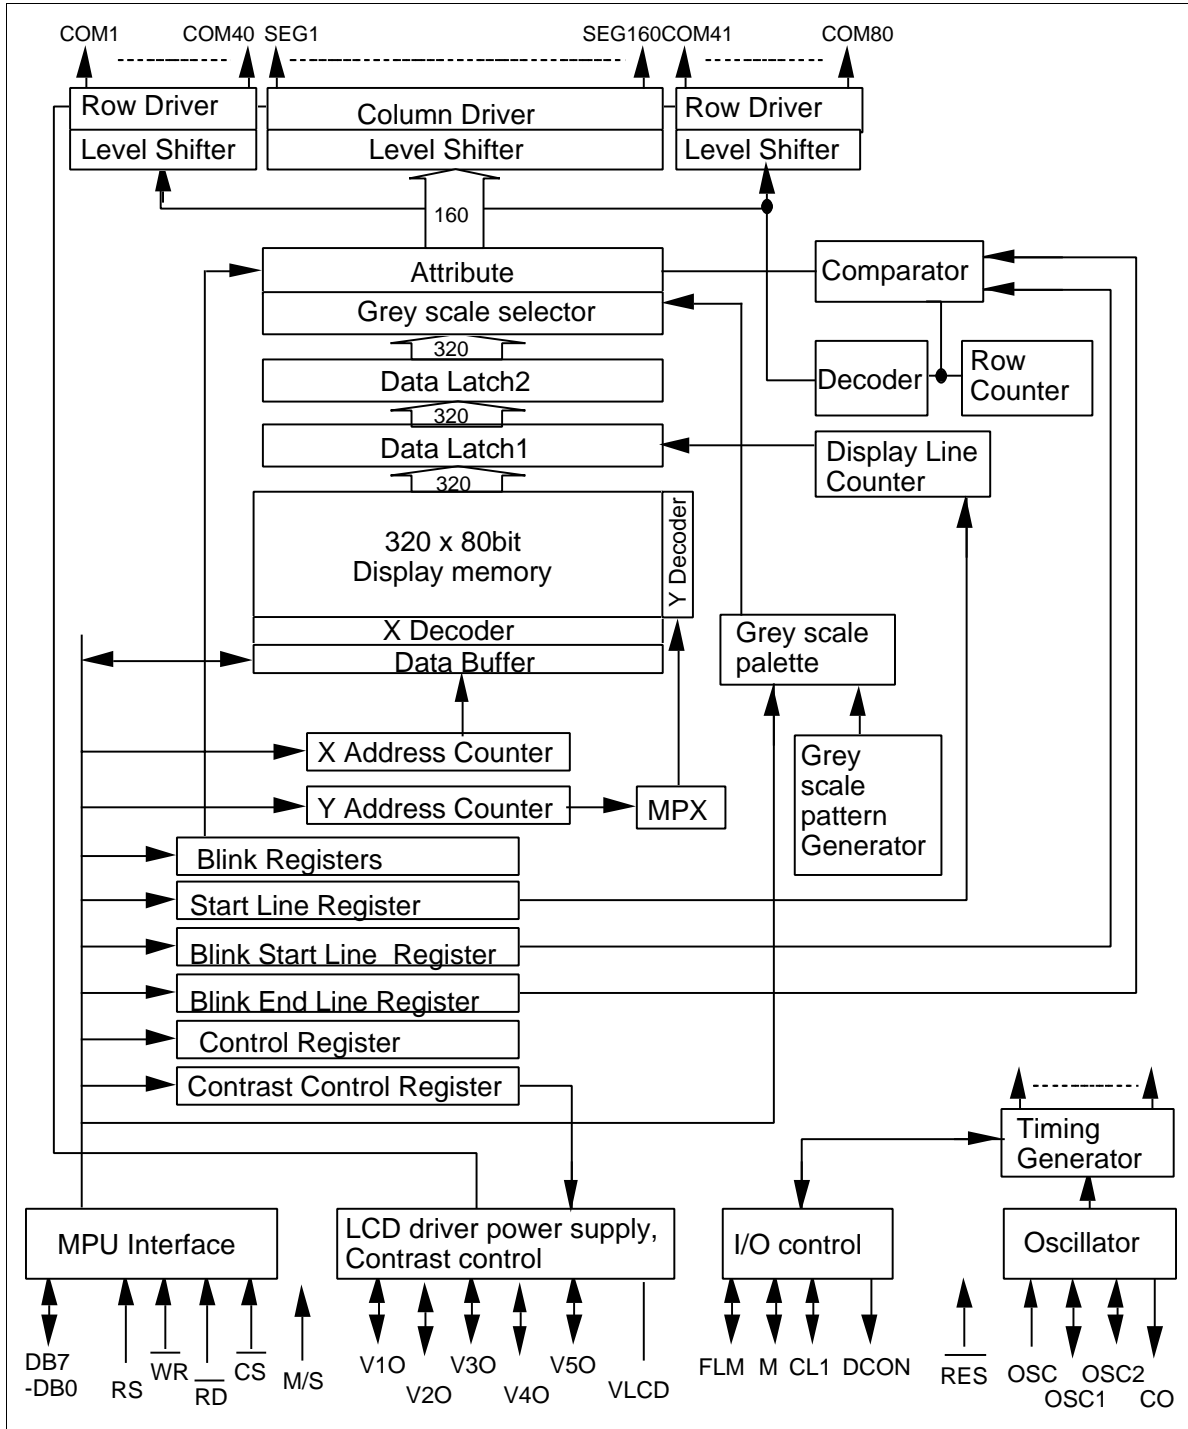 COM1 COM40 SEG1 SEG160COM41 COM80
Row Driver Column Driver Row Driver
Level Shifter Level Shifter Level Shifter
160
Attribute
Comparator
Grey scale selector
320
Data Latch2
Decoder
Row
Counter
320
Data Latch1
Display Line
Counter
320
320 x 80bit
Display memory
Y Decoder
X Decoder
Data Buffer
Grey scale
palette
X Address Counter
Y Address Counter
MPX
Grey
scale
pattern
Generator
Blink Registers
Start Line Register
Blink Start Line Register
Blink End Line Register
Control Register
Contrast Control Register
Timing
Generator
MPU Interface
LCD driver power supply,
Contrast control
I/O control
Oscillator
DB7
-DB0
RS
WR
RD
CS
M/S
V1O
V2O
V3O
V4O
V5O
VLCD
FLM
M
CL1
DCON
RES
OSC
OSC1
OSC2
CO